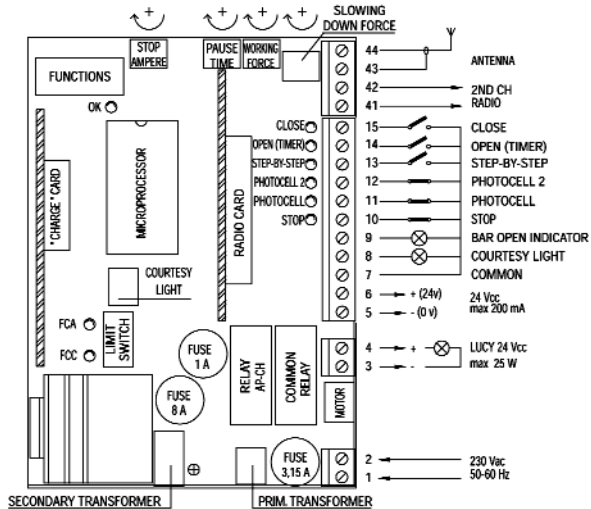 SLOWING
DOWN FORCE
STOP
AMPERE
PAUSE
TIME
WORKING
FORCE
FUNCTIONS
OK
"CHARGE" CARD
MICROPROCESSOR
RADIO CARD
CLOSE
OPEN (TIMER)
STEP-BY-STEP
PHOTOCELL 2
PHOTOCELL
STOP
COURTESY
LIGHT
FCA
FCC
LIMIT
SWITCH
FUSE
1 A
FUSE
8 A
RELAY
AP-CH
COMMON
RELAY
MOTOR
FUSE
3,15 A
SECONDARY TRANSFORMER
PRIM. TRANSFORMER
44
43 ANTENNA
42 2ND CH
41 RADIO
15 CLOSE
14 OPEN (TIMER)
13 STEP-BY-STEP
12 PHOTOCELL 2
11 PHOTOCELL
10 STOP
9 BAR OPEN INDICATOR
8 COURTESY LIGHT
7 COMMON
6 + (24v) 24 Vcc
5 - (0 v) max 200 mA
4 + LUCY 24 Vcc
3 - max 25 W
2 230 Vac
1 50-60 Hz